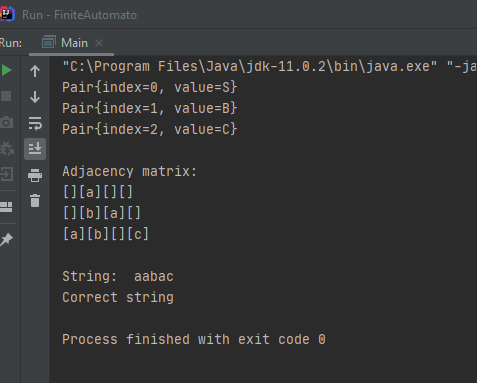 Run - FiniteAutomato
Run:
Main
"C:\Program Files\Java\jdk-11.0.2\bin\java.exe" "-ja
Pair{index=0, value=S}
Pair{index=1, value=B}
Pair{index=2, value=C}
Adjacency matrix:
[][a][][]
[][b][a][]
[a][b][][c]
String:  aabac
Correct string
Process finished with exit code 0